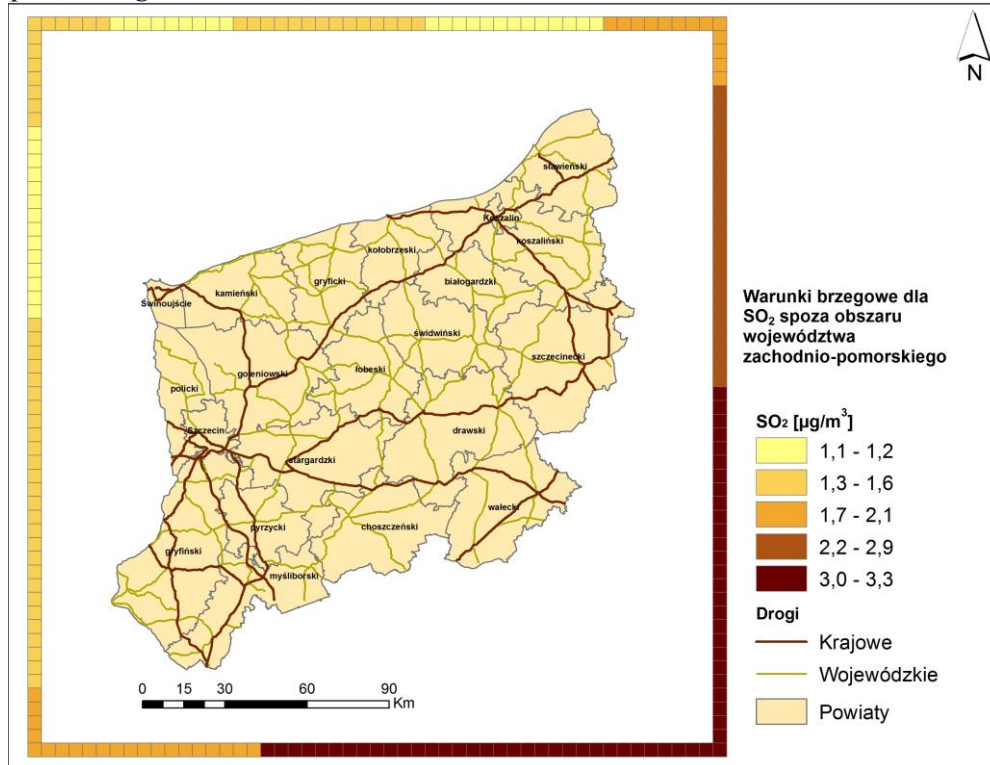 N
sławieński
Koszalin
koszaliński
kołobrzeski
białogardzki
gryficki
kamieński
Świnoujście
świdwiński
szczecinecki
goleniowski
łobeski
policki
Szczecin
drawski
stargardzki
wałecki
choszczeński
pyrzycki
gryfiński
myśliborski
0 15 30 60 90
Km
Warunki brzegowe dla
SO₂ spoza obszaru
województwa
zachodnio-pomorskiego
SO₂ [µg/m³]
1,1 - 1,2
1,3 - 1,6
1,7 - 2,1
2,2 - 2,9
3,0 - 3,3
Drogi
Krajowe
Wojewódzkie
Powiaty